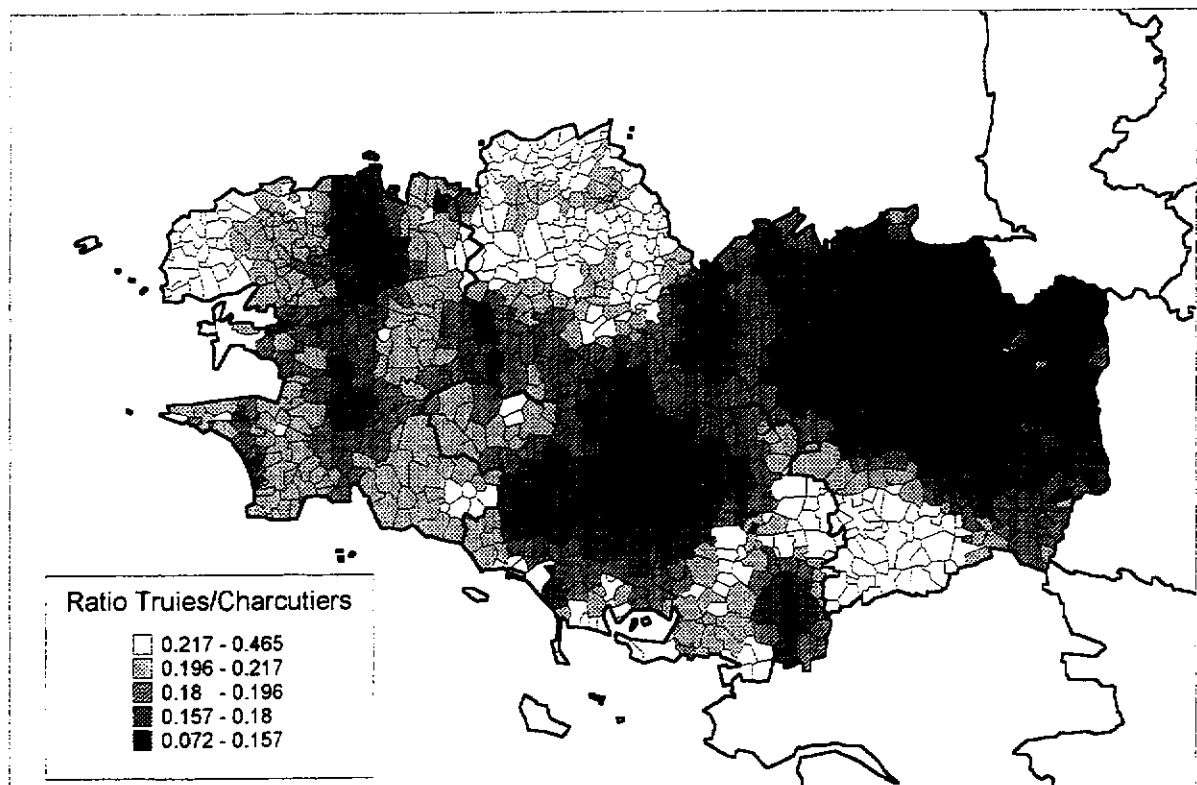 Ratio Truies/Charcutiers
0.217 - 0.465
0.196 - 0.217
0.18 - 0.196
0.157 - 0.18
0.072 - 0.157